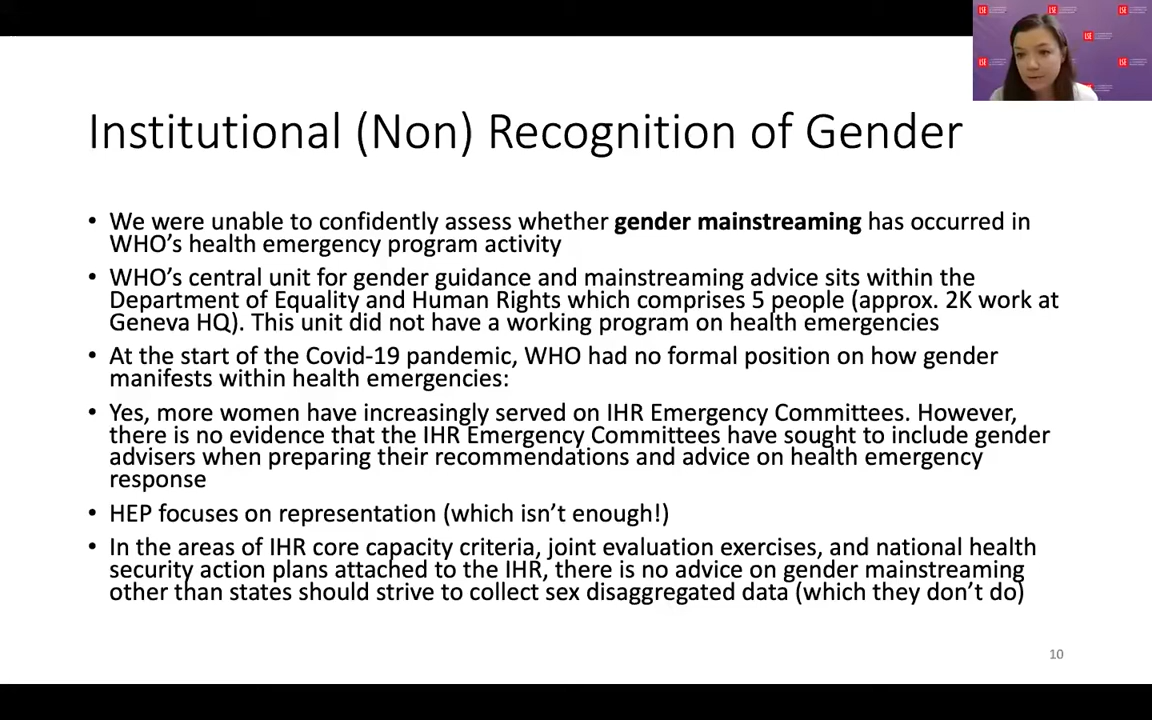 LSE
LSE
LSE
LSE
LSE
LSE
Institutional (Non) Recognition of Gender
• We were unable to confidently assess whether gender mainstreaming has occurred in
WHO's health emergency program activity
• WHO's central unit for gender guidance and mainstreaming advice sits within the
Department of Equality and Human Rights which comprises 5 people (approx. 2K work at
Geneva HQ). This unit did not have a working program on health emergencies
• At the start of the Covid-19 pandemic, WHO had no formal position on how gender
manifests within health emergencies:
• Yes, more women have increasingly served on IHR Emergency Committees. However,
there is no evidence that the IHR Emergency Committees have sought to include gender
advisers when preparing their recommendations and advice on health emergency
response
• HEP focuses on representation (which isn't enough!)
• In the areas of IHR core capacity criteria, joint evaluation exercises, and national health
security action plans attached to the IHR, there is no advice on gender mainstreaming
other than states should strive to collect sex disaggregated data (which they don't do)
10